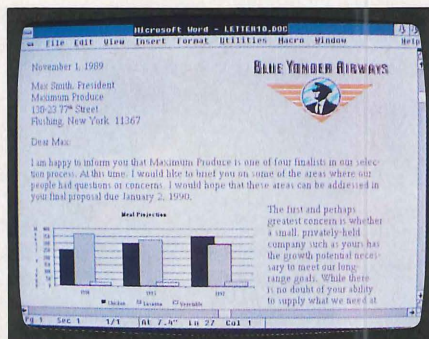 Microsoft Word - LETTER10.DOC
File Edit View Insert Format Utilities Macro Window Help
November 1, 1989
BLUE YONDER AIRWAYS
Max Smith, President
Maximum Produce
130-23 77th Street
Flushing, New York 11367
Dear Max:
I am happy to inform you that Maximum Produce is one of four finalists in our selec-
tion process. At this time, I would like to brief you on some of the areas where our
people had questions or concerns. I would hope that these areas can be addressed in
your final proposal due January 2, 1990.
The first and perhaps
greatest concern is whether
a small, privately-held
company such as yours has
the growth potential neces-
sary to meet our long-
range goals. While there
is no doubt of your ability
to supply what we need at
Meal Projection
Chicken
Vegetable
Pg 1 Sec 1 1/1 At 7.4" Ln 27 Col 1